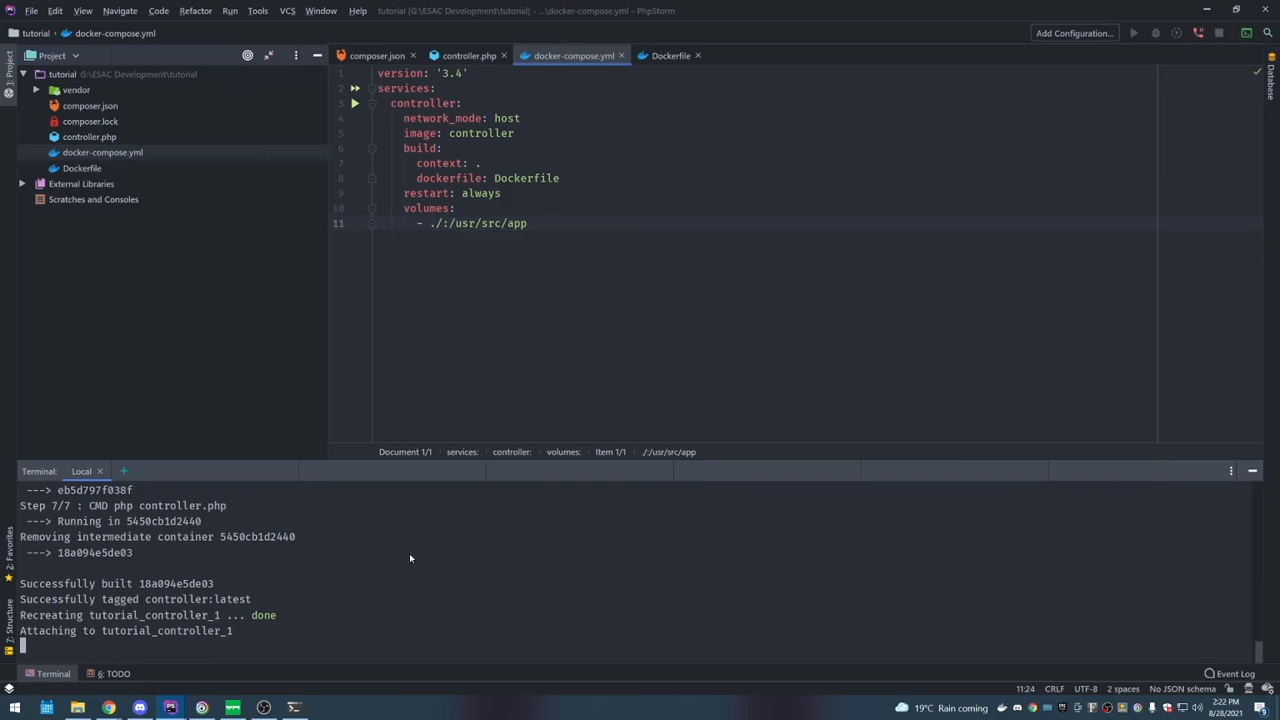 File Edit View Navigate Code Refactor Run Tools VCS Window Help tutorial [G:\ESAC Development\tutorial] - ...\docker-compose.yml - PhpStorm
tutorial docker-compose.yml Add Configuration...
1: Project
Project
composer.json controller.php docker-compose.yml Dockerfile
Database
tutorial G:\ESAC Development\tutorial
vendor
composer.json
composer.lock
controller.php
docker-compose.yml
Dockerfile
External Libraries
Scratches and Consoles
1 version: '3.4'
2 services:
3 controller:
4 network_mode: host
5 image: controller
6 build:
7 context: .
8 dockerfile: Dockerfile
9 restart: always
10 volumes:
11 - ./:/usr/src/app
Document 1/1 services: controller: volumes: Item 1/1 ./:/usr/src/app
Terminal: Local
---> eb5d797f038f
Step 7/7 : CMD php controller.php
---> Running in 5450cb1d2440
Removing intermediate container 5450cb1d2440
---> 18a094e5de03
Successfully built 18a094e5de03
Successfully tagged controller:latest
Recreating tutorial_controller_1 ... done
Attaching to tutorial_controller_1
2: Favorites
7: Structure
Terminal 6: TODO Event Log
11:24 CRLF UTF-8 2 spaces No JSON schema
19°C Rain coming
2:22 PM
8/28/2021